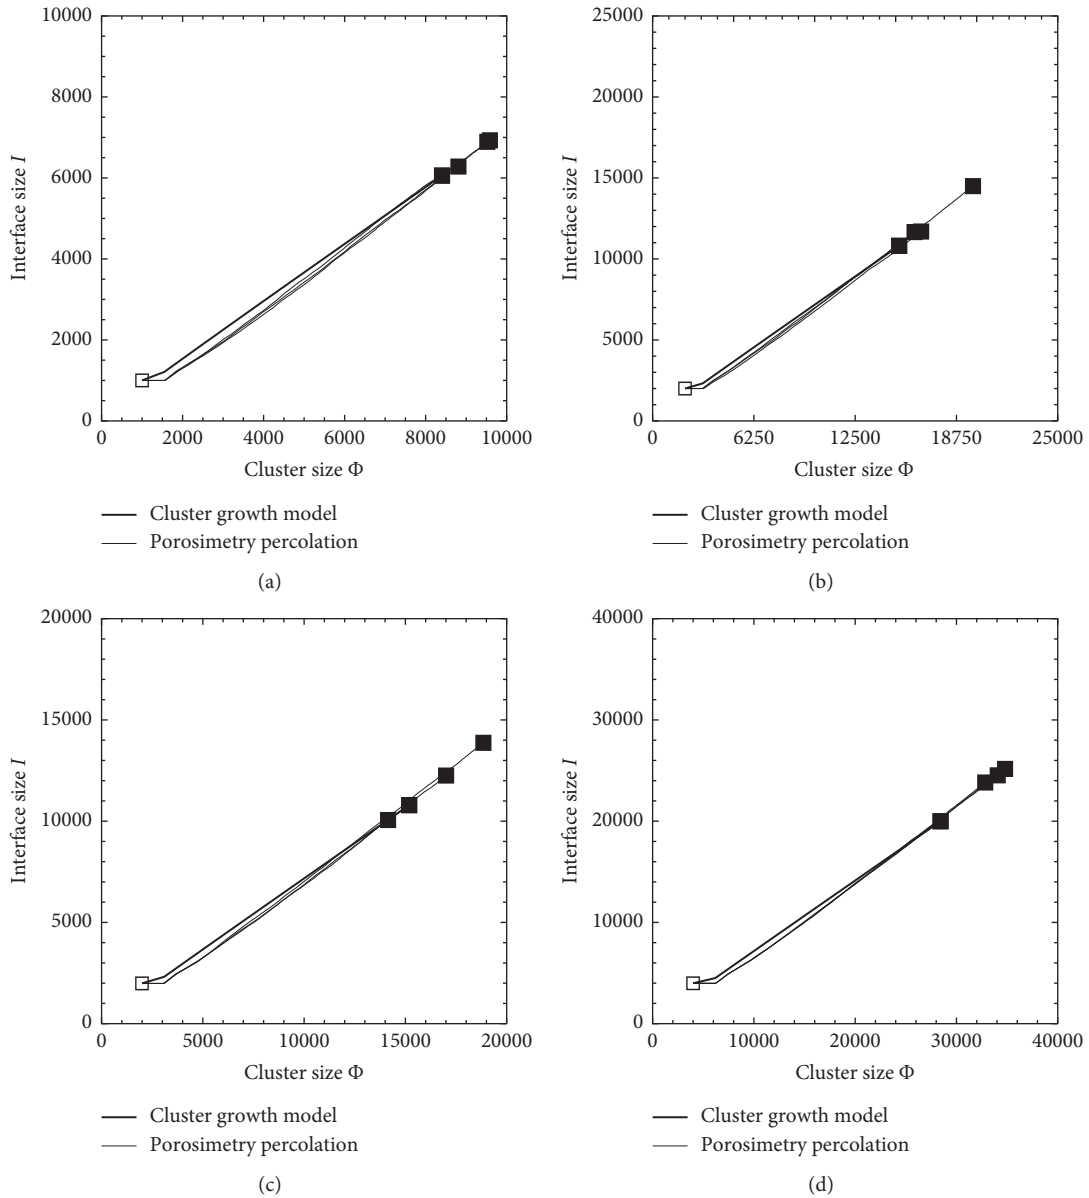 10000
8000
6000
4000
2000
0
Interface size I
0 2000 4000 6000 8000 10000
Cluster size Φ
Cluster growth model
Porosimetry percolation
(a)
25000
20000
15000
10000
5000
0
Interface size I
0 6250 12500 18750 25000
Cluster size Φ
Cluster growth model
Porosimetry percolation
(b)
20000
15000
10000
5000
0
Interface size I
0 5000 10000 15000 20000
Cluster size Φ
Cluster growth model
Porosimetry percolation
(c)
40000
30000
20000
10000
0
Interface size I
0 10000 20000 30000 40000
Cluster size Φ
Cluster growth model
Porosimetry percolation
(d)